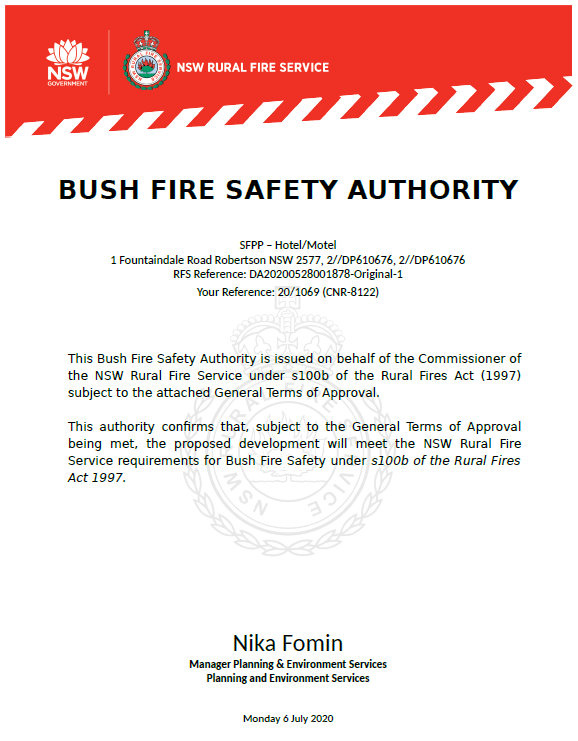 NSW
GOVERNMENT
NSW RURAL FIRE SERVICE
BUSH FIRE SAFETY AUTHORITY
SFPP – Hotel/Motel
1 Fountaindale Road Robertson NSW 2577, 2//DP610676, 2//DP610676
RFS Reference: DA20200528001878-Original-1
Your Reference: 20/1069 (CNR-8122)
This Bush Fire Safety Authority is issued on behalf of the Commissioner of
the NSW Rural Fire Service under s100b of the Rural Fires Act (1997)
subject to the attached General Terms of Approval.
This authority confirms that, subject to the General Terms of Approval
being met, the proposed development will meet the NSW Rural Fire
Service requirements for Bush Fire Safety under s100b of the Rural Fires
Act 1997.
NSW RURAL FIRE SERVICE
Nika Fomin
Manager Planning & Environment Services
Planning and Environment Services
Monday 6 July 2020